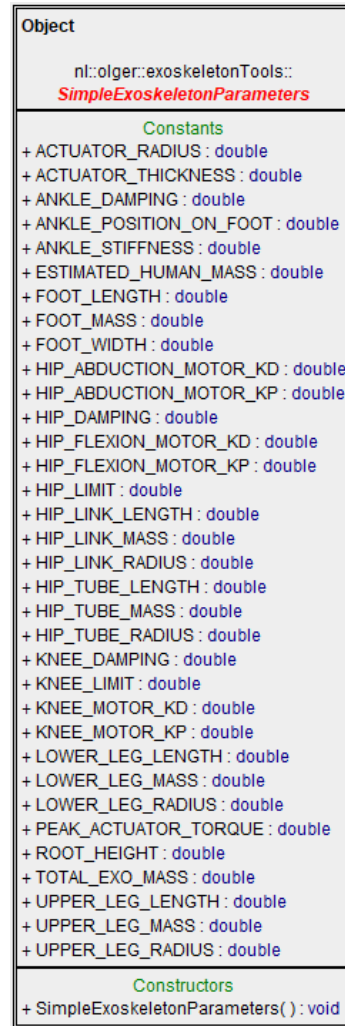 Object
nl::olger::exoskeletonTools::
SimpleExoskeletonParameters
Constants
+ ACTUATOR_RADIUS : double
+ ACTUATOR_THICKNESS : double
+ ANKLE_DAMPING : double
+ ANKLE_POSITION_ON_FOOT : double
+ ANKLE_STIFFNESS : double
+ ESTIMATED_HUMAN_MASS : double
+ FOOT_LENGTH : double
+ FOOT_MASS : double
+ FOOT_WIDTH : double
+ HIP_ABDUCTION_MOTOR_KD : double
+ HIP_ABDUCTION_MOTOR_KP : double
+ HIP_DAMPING : double
+ HIP_FLEXION_MOTOR_KD : double
+ HIP_FLEXION_MOTOR_KP : double
+ HIP_LIMIT : double
+ HIP_LINK_LENGTH : double
+ HIP_LINK_MASS : double
+ HIP_LINK_RADIUS : double
+ HIP_TUBE_LENGTH : double
+ HIP_TUBE_MASS : double
+ HIP_TUBE_RADIUS : double
+ KNEE_DAMPING : double
+ KNEE_LIMIT : double
+ KNEE_MOTOR_KD : double
+ KNEE_MOTOR_KP : double
+ LOWER_LEG_LENGTH : double
+ LOWER_LEG_MASS : double
+ LOWER_LEG_RADIUS : double
+ PEAK_ACTUATOR_TORQUE : double
+ ROOT_HEIGHT : double
+ TOTAL_EXO_MASS : double
+ UPPER_LEG_LENGTH : double
+ UPPER_LEG_MASS : double
+ UPPER_LEG_RADIUS : double
Constructors
+ SimpleExoskeletonParameters( ) : void